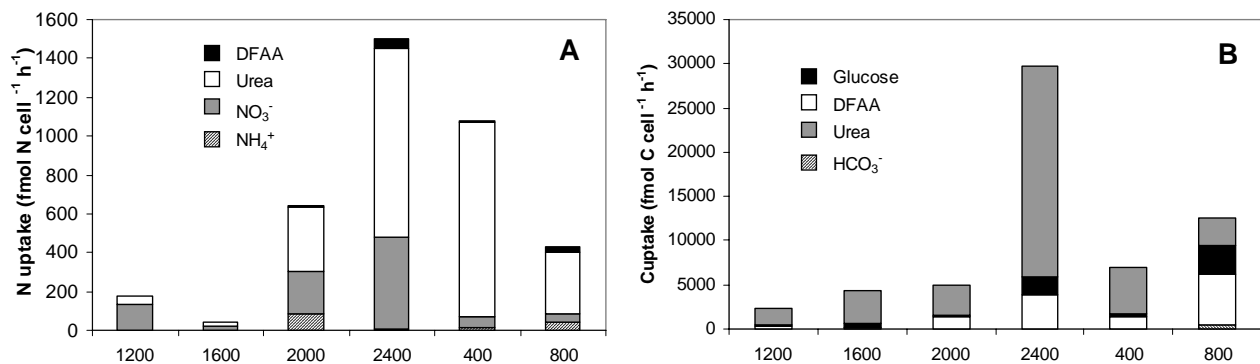 A
N uptake (fmol N cell⁻¹ h⁻¹)
1600
1400
1200
1000
800
600
400
200
0
DFAA
Urea
NO₃⁻
NH₄⁺
1200 1600 2000 2400 400 800
B
Cuptake (fmol C cell⁻¹ h⁻¹)
35000
30000
25000
20000
15000
10000
5000
0
Glucose
DFAA
Urea
HCO₃⁻
1200 1600 2000 2400 400 800